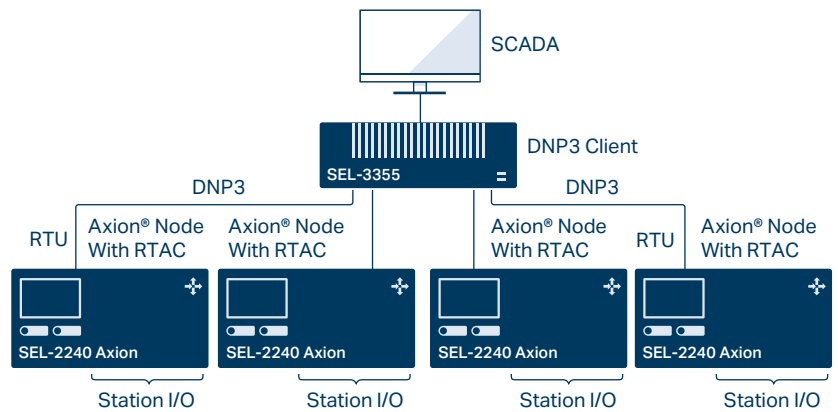 SCADA
DNP3 Client
SEL-3355
DNP3
DNP3
RTU
Axion® Node
With RTAC
Axion® Node
With RTAC
Axion® Node
With RTAC
RTU
Axion® Node
With RTAC
SEL-2240 Axion
SEL-2240 Axion
SEL-2240 Axion
SEL-2240 Axion
Station I/O
Station I/O
Station I/O
Station I/O